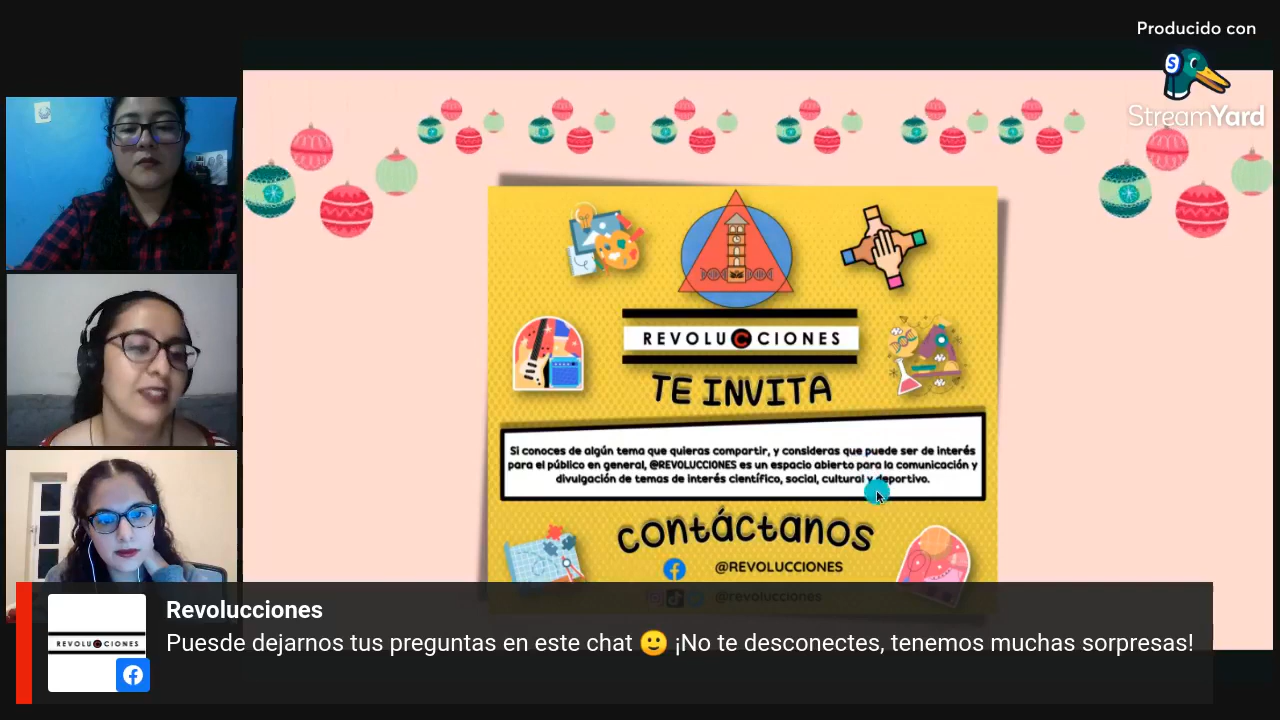 Producido con
S
StreamYard
REVOLUCCIONES
TE INVITA
Si conoces de algún tema que quieras compartir, y consideras que puede ser de interés
para el público en general, @REVOLUCCIONES es un espacio abierto para la comunicación y
divulgación de temas de interés científico, social, cultural y deportivo.
contáctanos
@REVOLUCCIONES
@revolucciones
Revolucciones
REVOLUCCIONES
Puesde dejarnos tus preguntas en este chat 🙂 ¡No te desconectes, tenemos muchas sorpresas!